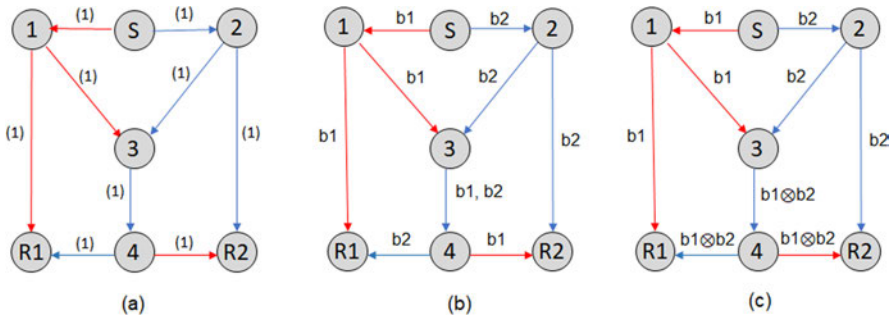 (1) (1)
1 S 2
(1) (1)
(1) (1)
3
(1)
(1) (1)
R1 4 R2
(a)
b1 b2
1 S 2
b1 b2
b1 b2
3
b1, b2
b2 b1
R1 4 R2
(b)
b1 b2
1 S 2
b1 b2
b1 b2
3
b1⊗b2
b1⊗b2 b1⊗b2
R1 4 R2
(c)